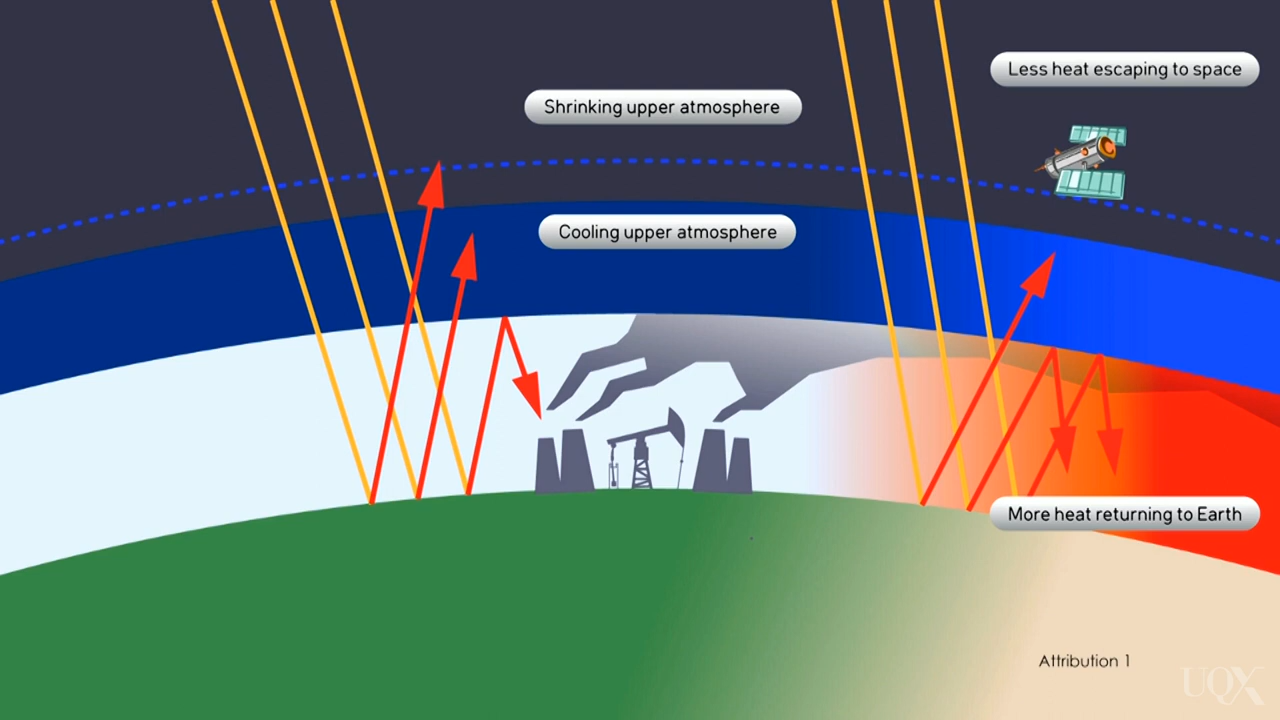 Less heat escaping to space
Shrinking upper atmosphere
Cooling upper atmosphere
More heat returning to Earth
Attribution 1
UQX